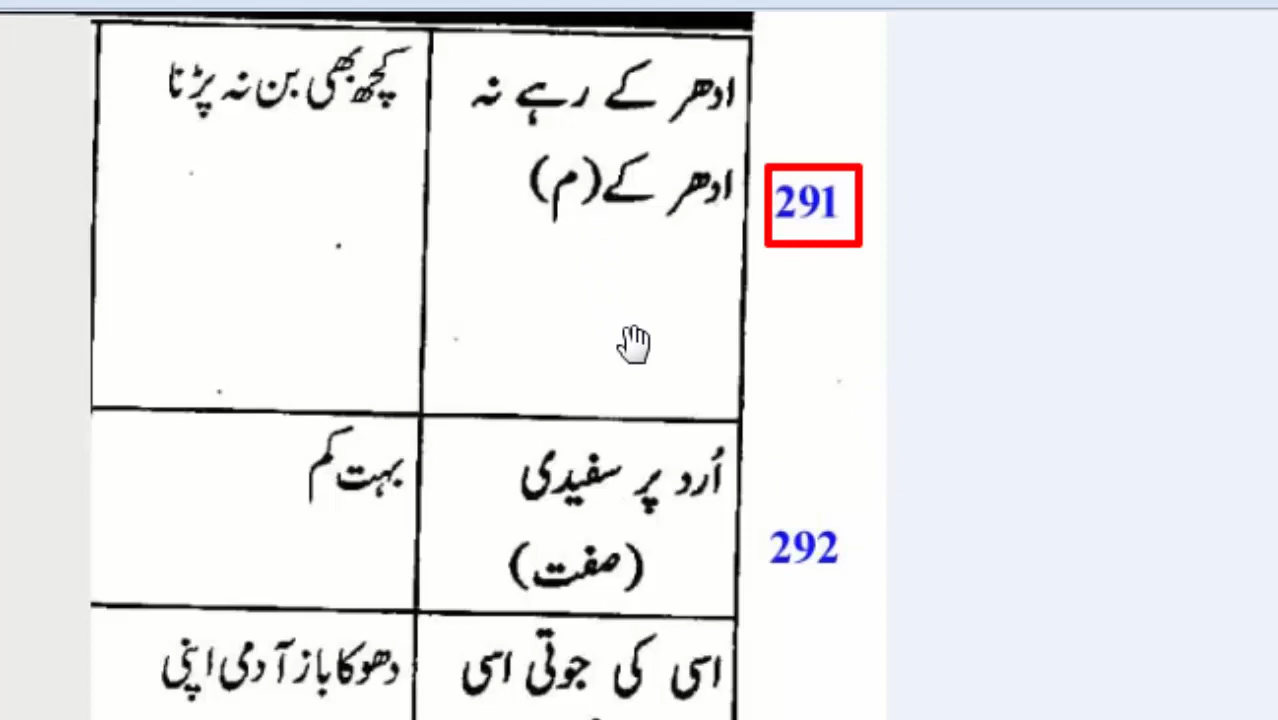 ادھر کے رہے نہ
ادھر کے (م)
کچھ بھی بن نہ پڑنا
291
اُرد پر سفیدی
(صفت)
بہت کم
292
اسی کی جوتی اسی
دھوکا باز آدمی اپنی